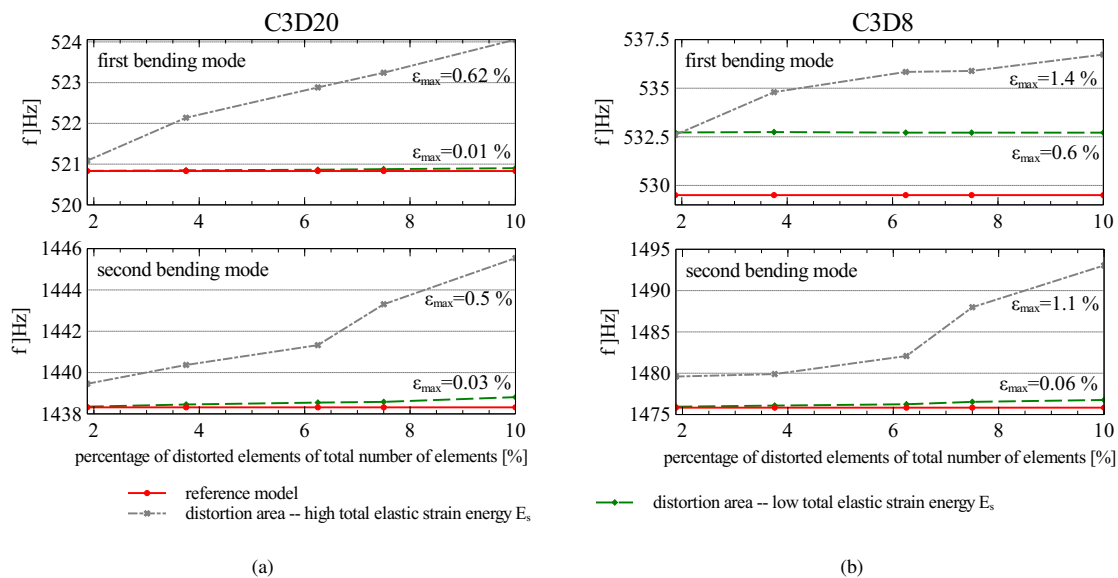 C3D20
524
523
522
521
520
first bending mode
εmax=0.62 %
εmax=0.01 %
f ]Hz]
2 4 6 8 10
1446
1444
1442
1440
1438
second bending mode
εmax=0.5 %
εmax=0.03 %
f ]Hz]
2 4 6 8 10
percentage of distorted elements of total number of elements [%]
C3D8
537.5
535
532.5
530
first bending mode
εmax=1.4 %
εmax=0.6 %
f ]Hz]
2 4 6 8 10
1495
1490
1485
1480
1475
second bending mode
εmax=1.1 %
εmax=0.06 %
f ]Hz]
2 4 6 8 10
percentage of distorted elements of total number of elements [%]
reference model
distortion area -- high total elastic strain energy Es
distortion area -- low total elastic strain energy Es
(a)
(b)